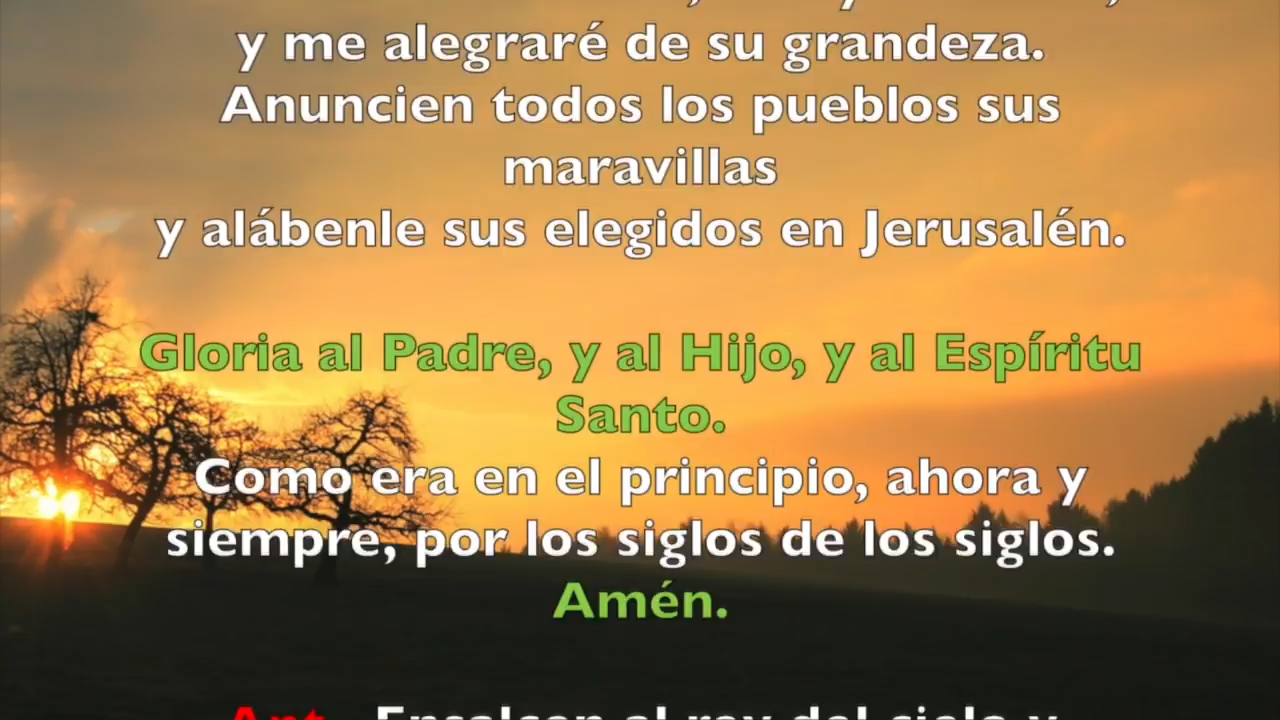 y me alegraré de su grandeza.
Anuncien todos los pueblos sus
maravillas
y alábenle sus elegidos en Jerusalén.
Gloria al Padre, y al Hijo, y al Espíritu
Santo.
Como era en el principio, ahora y
siempre, por los siglos de los siglos.
Amén.
Ant. Ensalcen al rey del cielo y